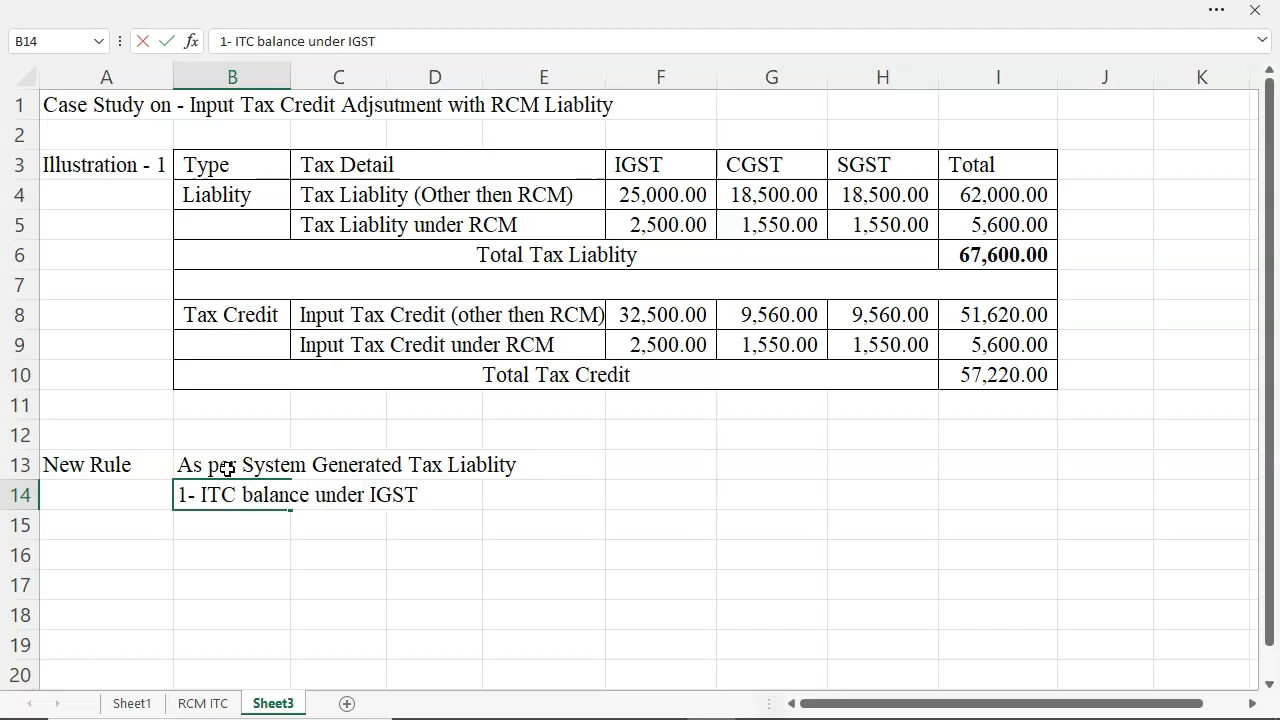 B14 fx 1- ITC balance under IGST
A B C D E F G H I J K
1 Case Study on - Input Tax Credit Adjsutment with RCM Liablity
2
3 Illustration - 1 Type Tax Detail IGST CGST SGST Total
4 Liablity Tax Liablity (Other then RCM) 25,000.00 18,500.00 18,500.00 62,000.00
5 Tax Liablity under RCM 2,500.00 1,550.00 1,550.00 5,600.00
6 Total Tax Liablity 67,600.00
7
8 Tax Credit Input Tax Credit (other then RCM) 32,500.00 9,560.00 9,560.00 51,620.00
9 Input Tax Credit under RCM 2,500.00 1,550.00 1,550.00 5,600.00
10 Total Tax Credit 57,220.00
11
12
13 New Rule As per System Generated Tax Liablity
14 1- ITC balance under IGST
15
16
17
18
19
20
Sheet1 RCM ITC Sheet3